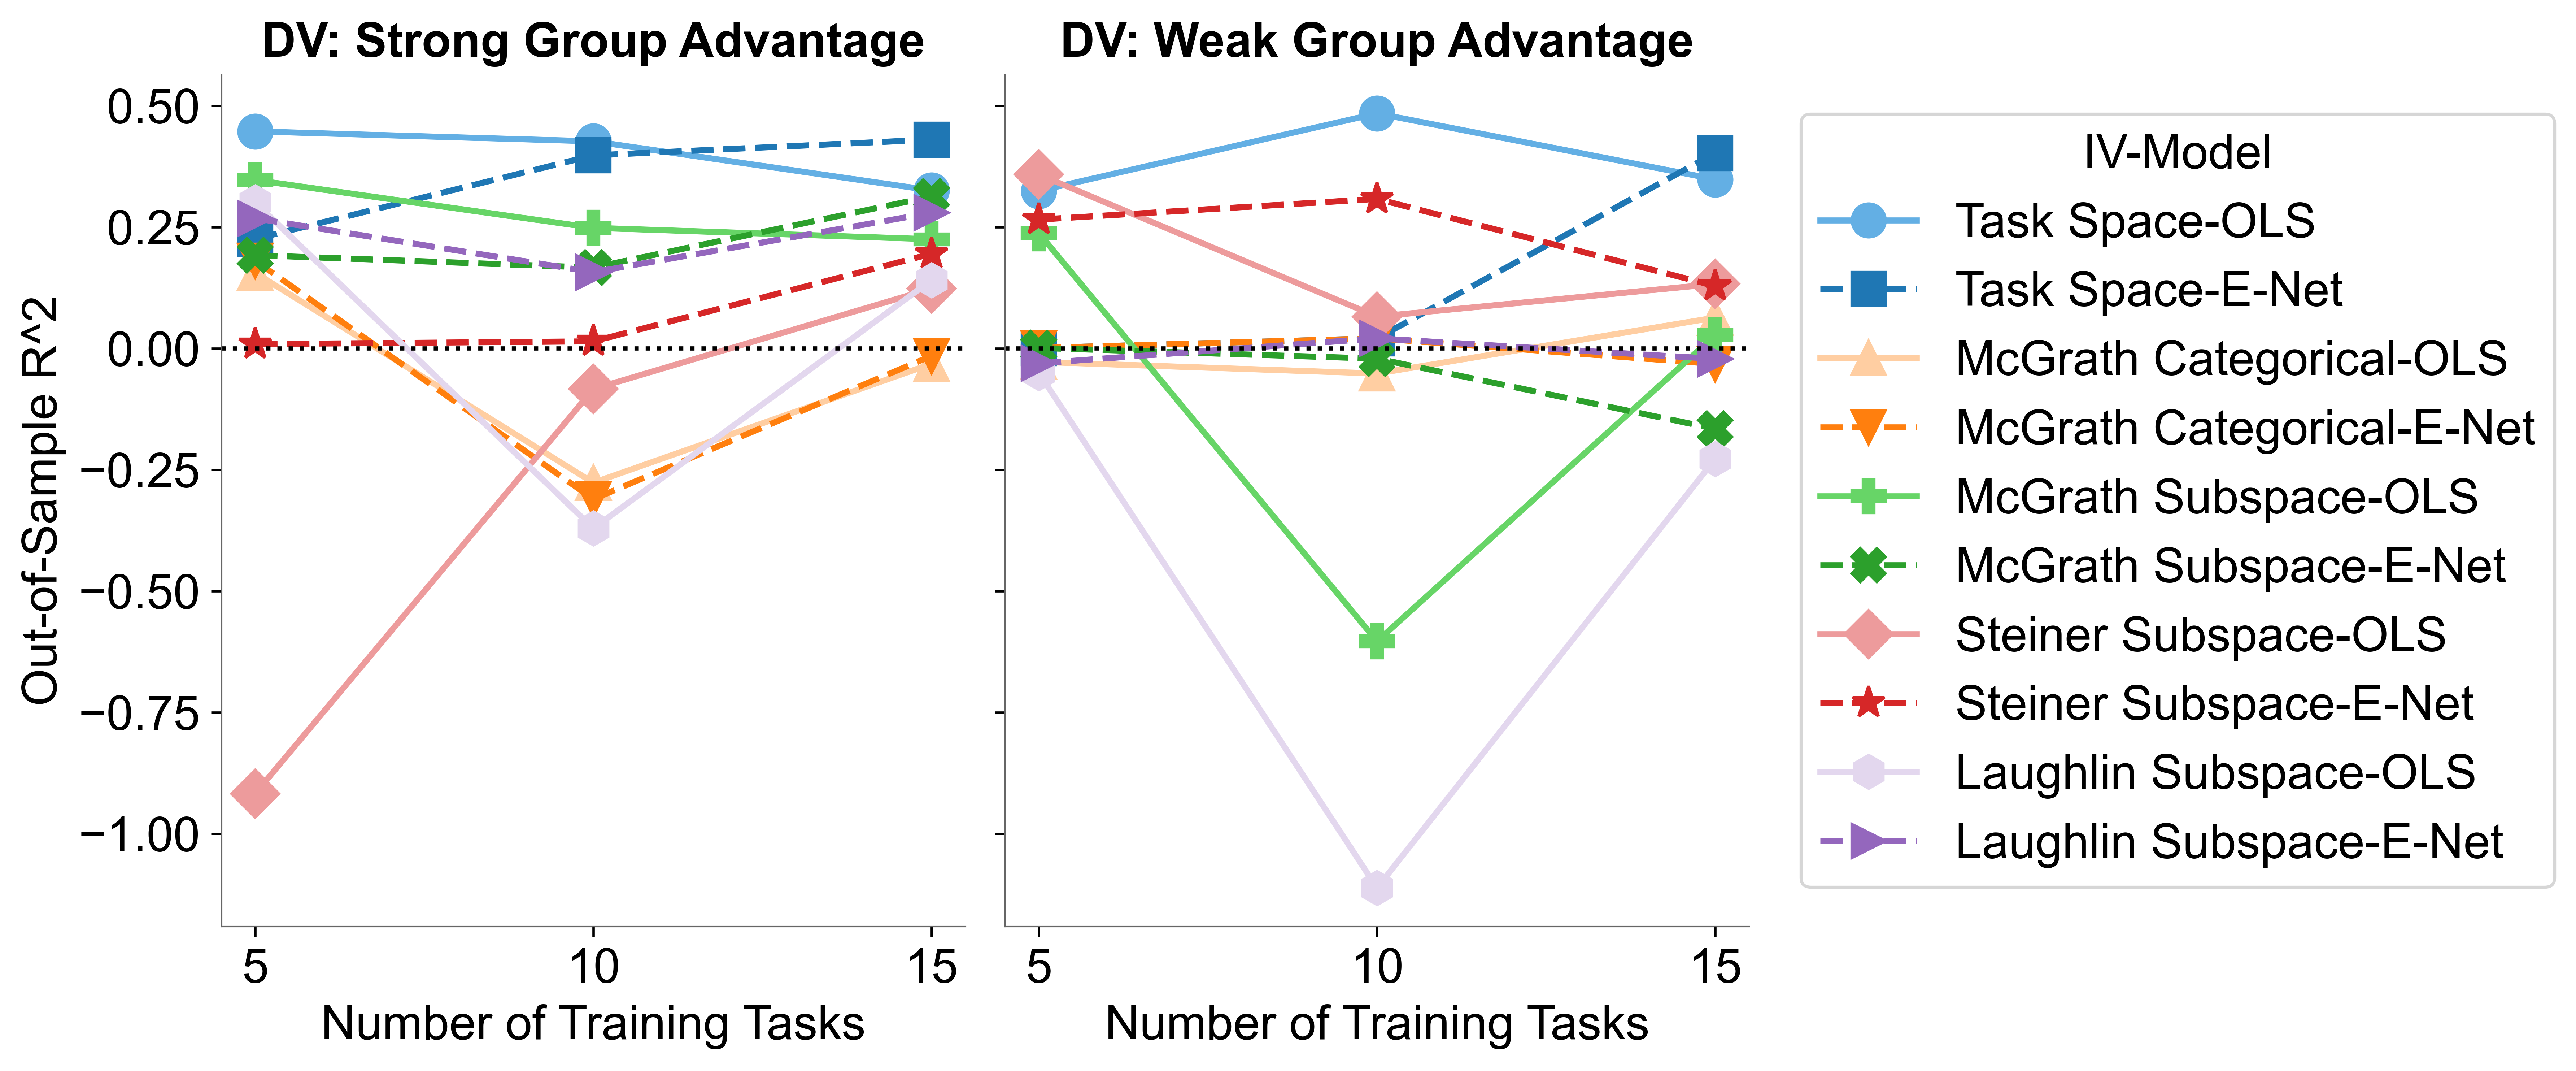 DV: Strong Group Advantage
DV: Weak Group Advantage
Out-of-Sample R^2
0.50
0.25
0.00
−0.25
−0.50
−0.75
−1.00
5
10
15
5
10
15
Number of Training Tasks
Number of Training Tasks
IV-Model
Task Space-OLS
Task Space-E-Net
McGrath Categorical-OLS
McGrath Categorical-E-Net
McGrath Subspace-OLS
McGrath Subspace-E-Net
Steiner Subspace-OLS
Steiner Subspace-E-Net
Laughlin Subspace-OLS
Laughlin Subspace-E-Net